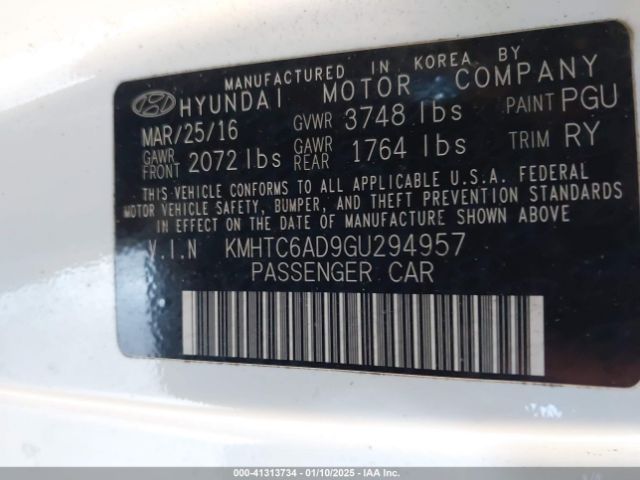 MANUFACTURED IN KOREA BY
HYUNDAI MOTOR COMPANY
MAR/25/16 GVWR 3748 lbs PAINT PGU
GAWR FRONT 2072 lbs GAWR REAR 1764 lbs TRIM RY
THIS VEHICLE CONFORMS TO ALL APPLICABLE U.S.A. FEDERAL
MOTOR VEHICLE SAFETY, BUMPER, AND THEFT PREVENTION STANDARDS
IN EFFECT ON THE DATE OF MANUFACTURE SHOWN ABOVE
V.I.N KMHTC6AD9GU294957
PASSENGER CAR
000-41313734 — 01/10/2025 — IAAI.com